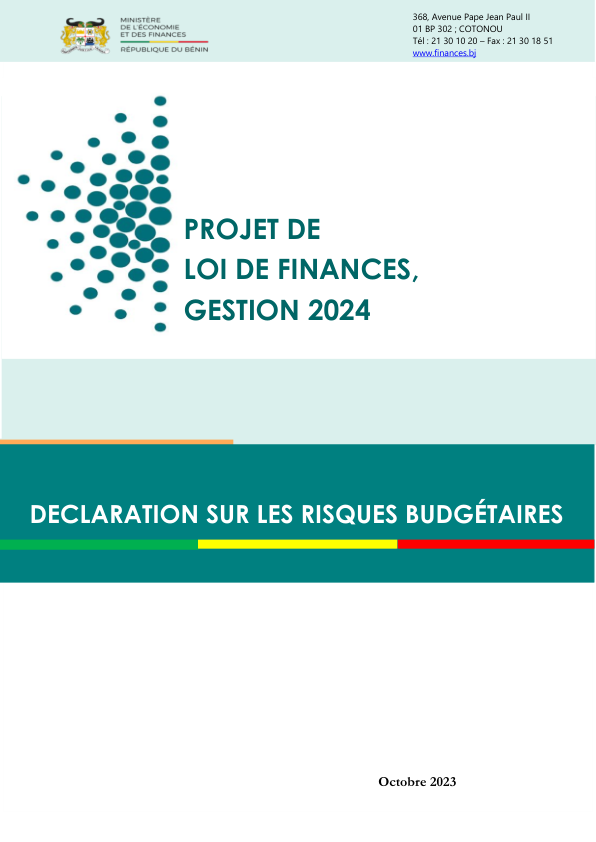 MINISTÈRE
DE L'ÉCONOMIE
ET DES FINANCES
RÉPUBLIQUE DU BÉNIN
368, Avenue Pape Jean Paul II
01 BP 302 ; COTONOU
Tél : 21 30 10 20 – Fax : 21 30 18 51
www.finances.bj
PROJET DE
LOI DE FINANCES,
GESTION 2024
DECLARATION SUR LES RISQUES BUDGÉTAIRES
Octobre 2023